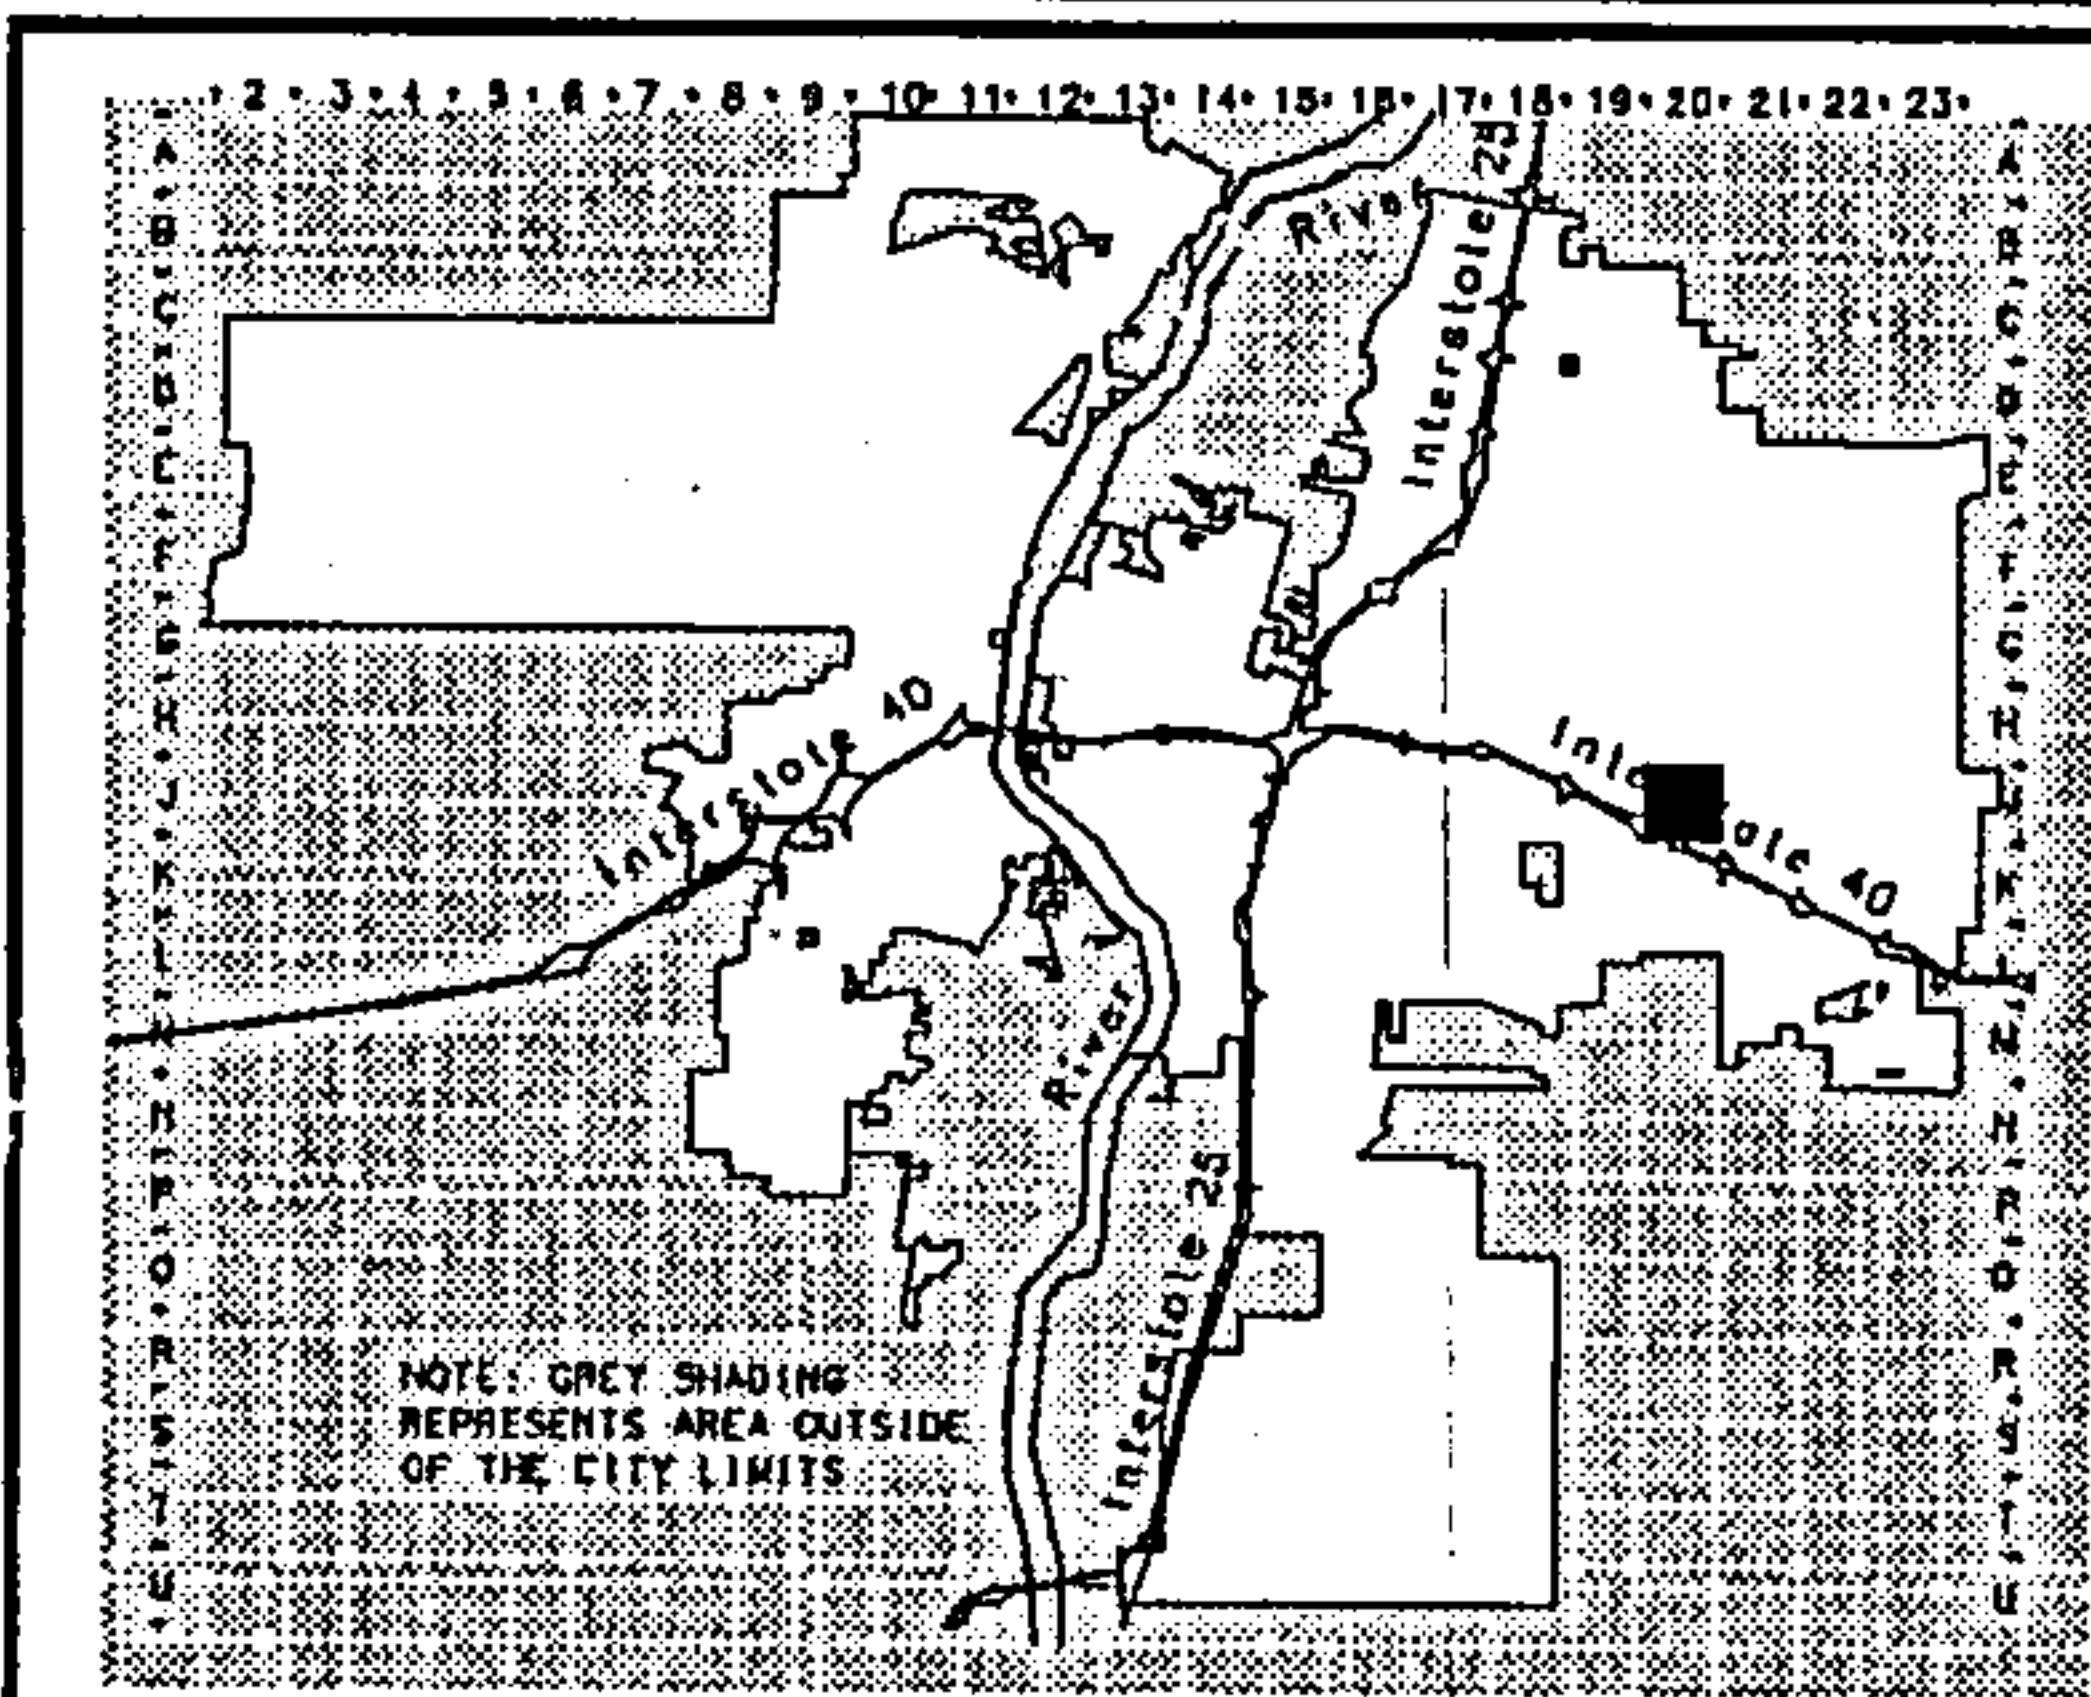 2 · 3 · 4 · 5 · 6 · 7 · 8 · 9 · 10 · 11 · 12 · 13 · 14 · 15 · 16 · 17 · 18 · 19 · 20 · 21 · 22 · 23 ·
A · B · C · D · E · F · G · H · J · K · L · M · N · P · Q · R · S · T · U
A · B · C · D · E · F · G · H · J · K · L · M · N · P · Q · R · S · T · U
Interstate 25
Interstate 40
ate 40
River
Interstate 25
NOTE: GREY SHADING
REPRESENTS AREA OUTSIDE
OF THE CITY LIMITS